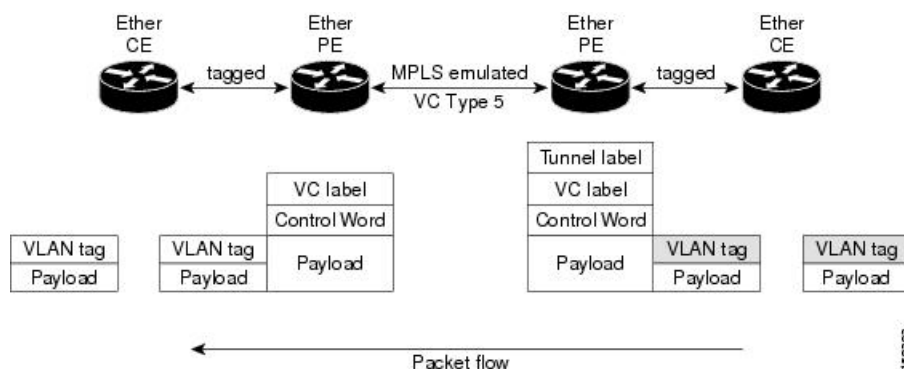 Ether CE
Ether PE
Ether PE
Ether CE
tagged
MPLS emulated
VC Type 5
tagged
Tunnel label
VC label
VC label
Control Word
Control Word
VLAN tag
VLAN tag
Payload
Payload
VLAN tag
VLAN tag
Payload
Payload
Payload
Payload
Packet flow